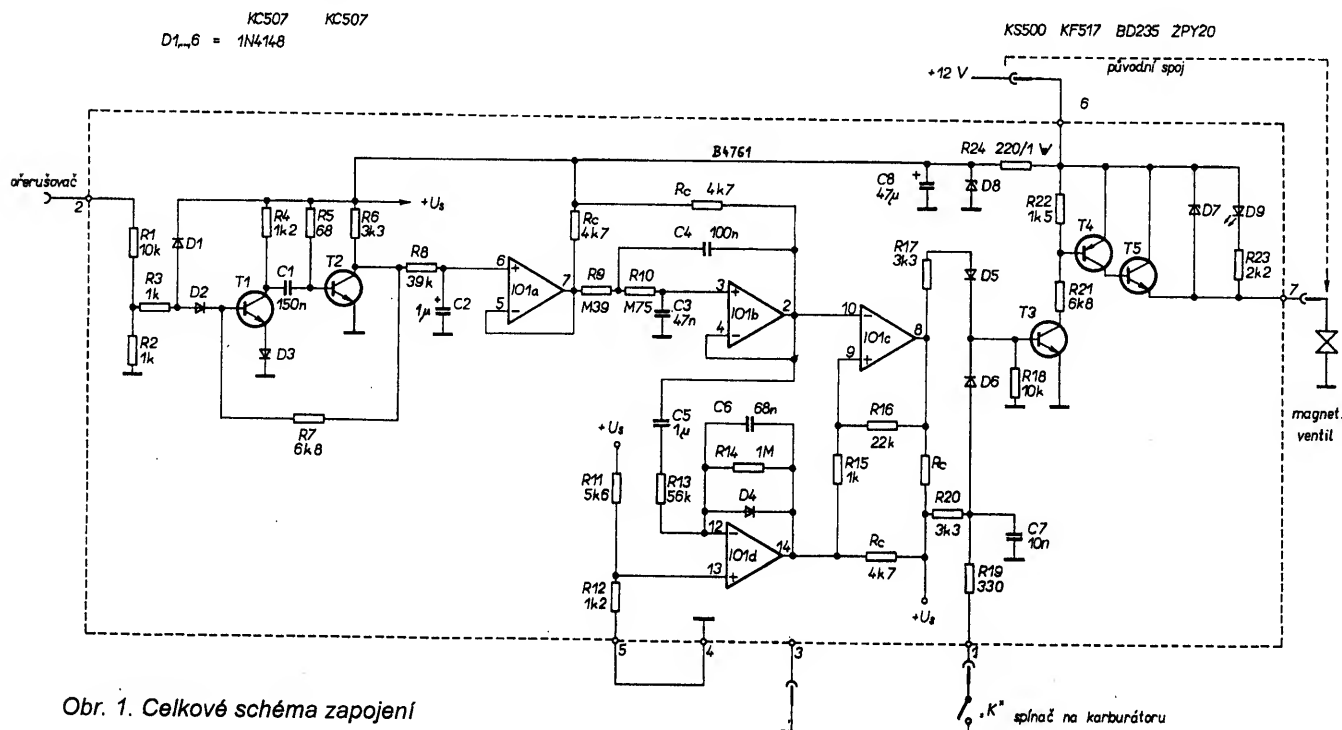 KC507 KC507
D1,...,6 = 1N4148
KS500 KF517 BD235 ZPY20
původní spoj
+12 V
6
B4761
R24 220/1 W
přerušovač
2
+Us
R1
10k
D1
R4
1k2
R5
68
R6
3k3
R3
1k
D2
T1
C1
150n
T2
R2
1k
D3
R7
6k8
R8
39k
1μ
C2
6
+
5
−
IO1a
7
Rc
4k7
Rc 4k7
C4 100n
R9
M39
R10
M75
C3
47n
3
+
4
−
IO1b
2
C8
47μ
+
D8
R22
1k5
T4
T5
D7
D9
R23
2k2
R21
6k8
T3
7
magnet.
ventil
R17
3k3
D5
D6
R18
10k
10
−
9
+
IO1c
8
R16
22k
R15
1k
Rc
R20
3k3
C7
10n
R19
330
C5
1μ
C6 68n
R14 1M
D4
R13
56k
+Us
R11
5k6
R12
1k2
12
−
13
+
IO1d
14
Rc
4k7
+Us
5
4
3
1
„K"
spínač na karburátoru
Obr. 1. Celkové schéma zapojení